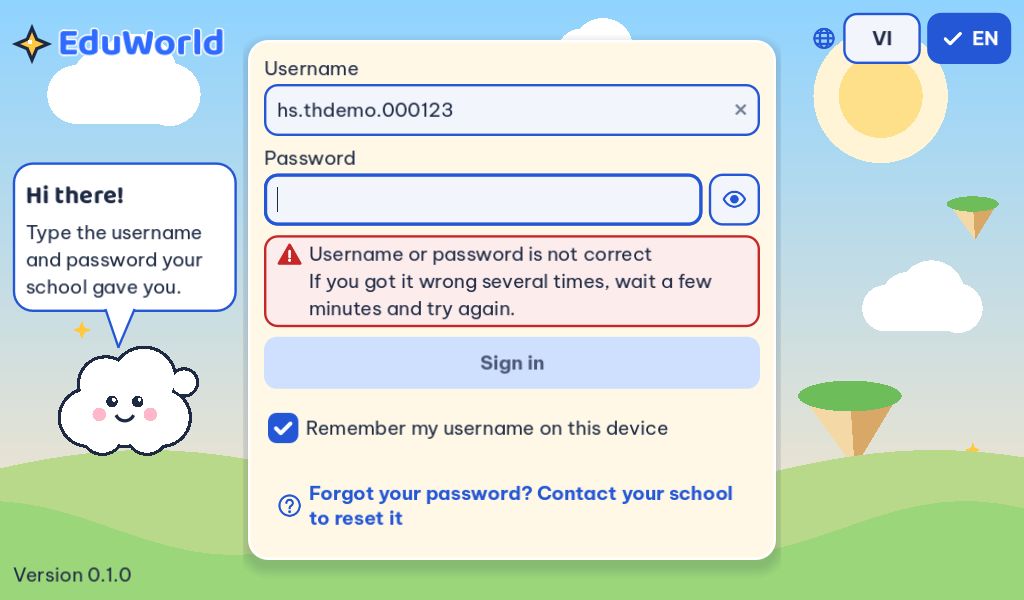 EduWorld
VI
EN
Username
hs.thdemo.000123
Password
Hi there!
Type the username
and password your
school gave you.
Username or password is not correct
If you got it wrong several times, wait a few
minutes and try again.
Sign in
Remember my username on this device
Forgot your password? Contact your school
to reset it
Version 0.1.0